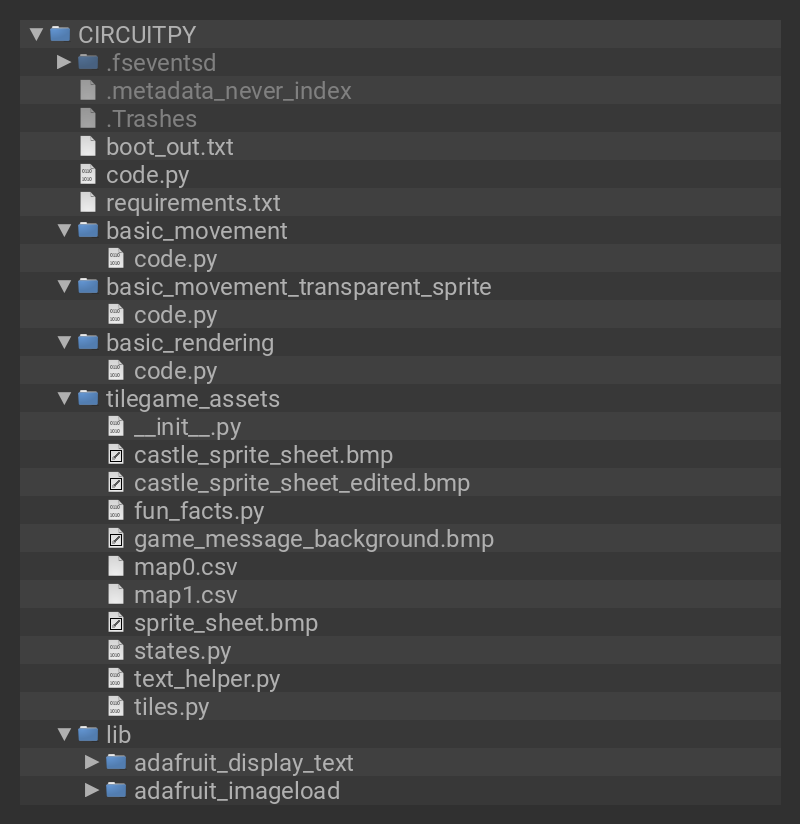 CIRCUITPY
.fseventsd
.metadata_never_index
.Trashes
boot_out.txt
code.py
requirements.txt
basic_movement
code.py
basic_movement_transparent_sprite
code.py
basic_rendering
code.py
tilegame_assets
__init__.py
castle_sprite_sheet.bmp
castle_sprite_sheet_edited.bmp
fun_facts.py
game_message_background.bmp
map0.csv
map1.csv
sprite_sheet.bmp
states.py
text_helper.py
tiles.py
lib
adafruit_display_text
adafruit_imageload